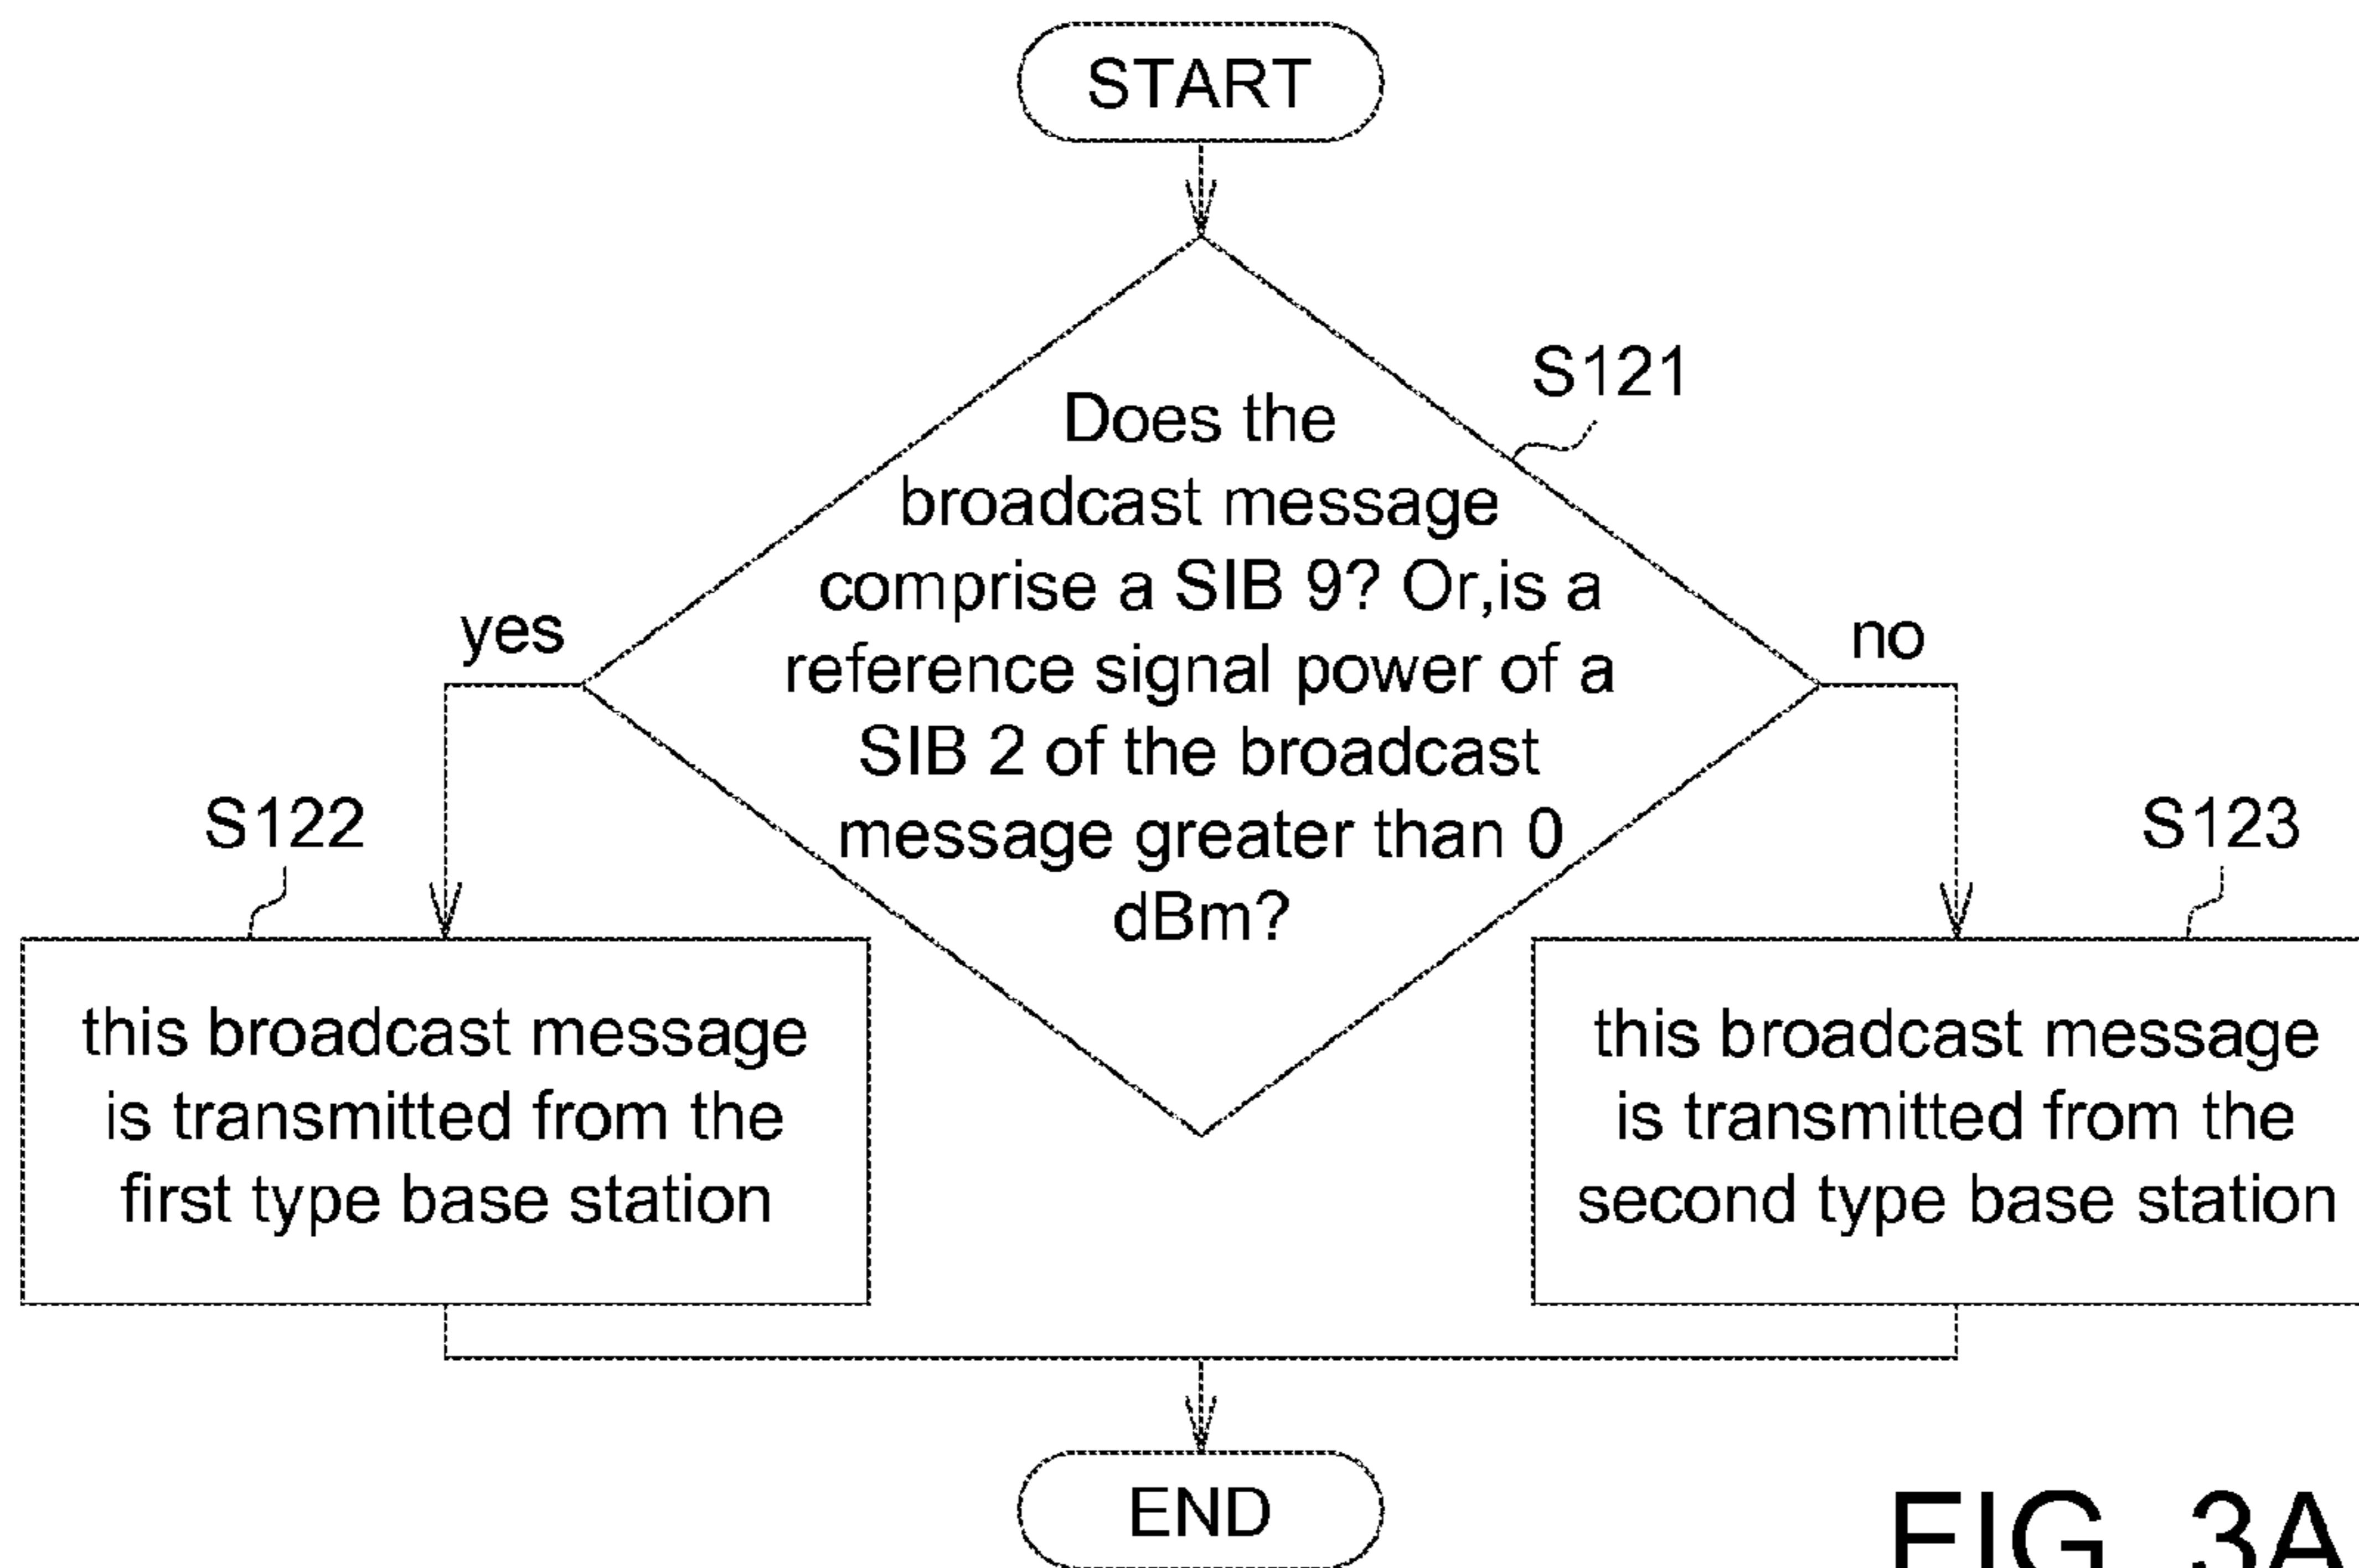 START
S121
Does the
broadcast message
comprise a SIB 9? Or,is a
reference signal power of a
SIB 2 of the broadcast
message greater than 0
dBm?
yes
no
S122
S123
this broadcast message
is transmitted from the
first type base station
this broadcast message
is transmitted from the
second type base station
END
FIG. 3A